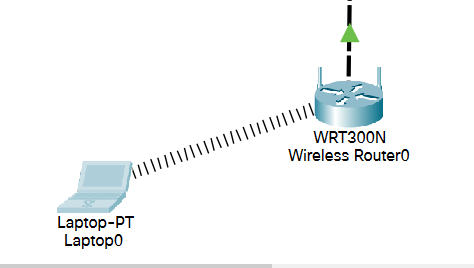 WRT300N
Wireless Router0
Laptop-PT
Laptop0